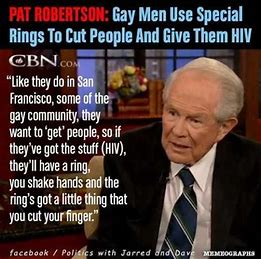 PAT ROBERTSON: Gay Men Use Special
Rings To Cut People And Give Them HIV
CBN.COM
“Like they do in San
Francisco, some of the
gay community, they
want to ‘get’ people, so if
they’ve got the stuff (HIV),
they’ll have a ring,
you shake hands and the
ring’s got a little thing that
you cut your finger.”
facebook / Politics with Jarred and Dave MEMEOGRAPHS